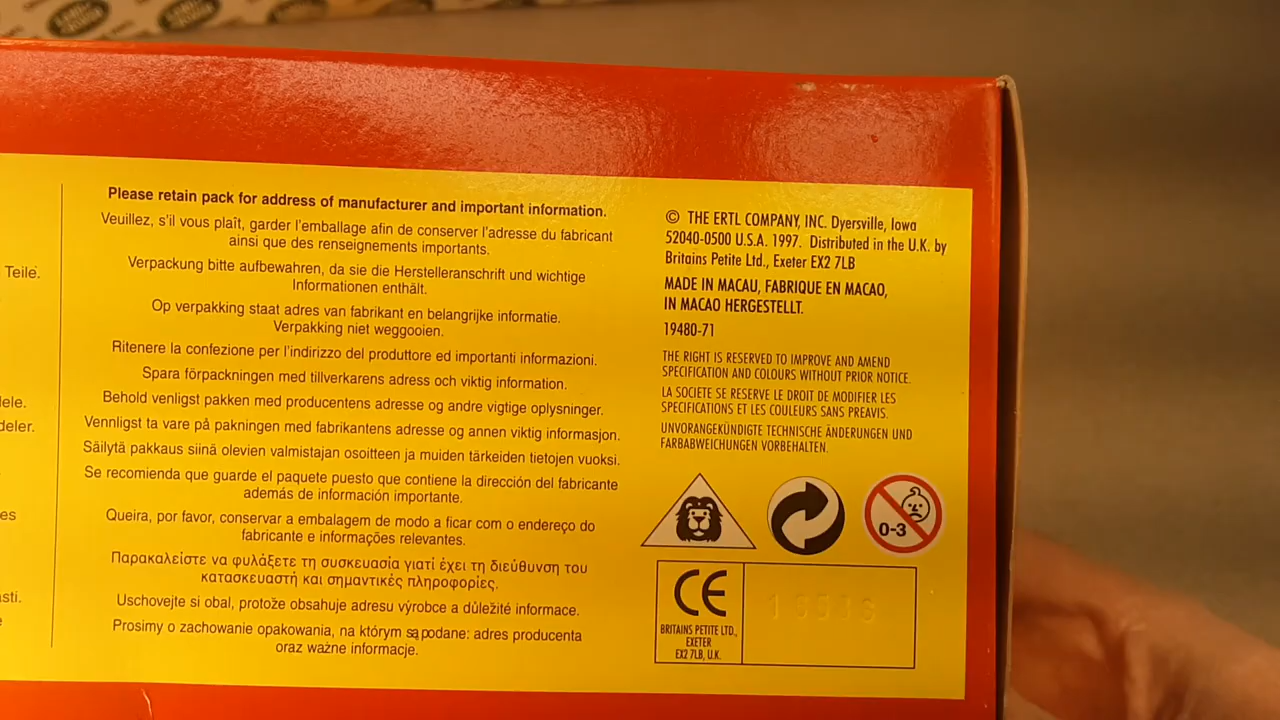 Please retain pack for address of manufacturer and important information.
Veuillez, s'il vous plaît, garder l'emballage afin de conserver l'adresse du fabricant
ainsi que des renseignements importants.
Verpackung bitte aufbewahren, da sie die Herstelleranschrift und wichtige
Informationen enthält.
Op verpakking staat adres van fabrikant en belangrijke informatie.
Verpakking niet weggooien.
Ritenere la confezione per l'indirizzo del produttore ed importanti informazioni.
Spara förpackningen med tillverkarens adress och viktig information.
Behold venligst pakken med producentens adresse og andre vigtige oplysninger.
Vennligst ta vare på pakningen med fabrikantens adresse og annen viktig informasjon.
Säilytä pakkaus siinä olevien valmistajan osoitteen ja muiden tärkeiden tietojen vuoksi.
Se recomienda que guarde el paquete puesto que contiene la dirección del fabricante
además de información importante.
Queira, por favor, conservar a embalagem de modo a ficar com o endereço do
fabricante e informações relevantes.
Παρακαλείστε να φυλάξετε τη συσκευασία γιατί έχει τη διεύθυνση του
κατασκευαστή και σημαντικές πληροφορίες.
Uschovejte si obal, protože obsahuje adresu výrobce a důležité informace.
Prosimy o zachowanie opakowania, na którym są podane: adres producenta
oraz ważne informacje.
Teile.
deler.
es
© THE ERTL COMPANY, INC. Dyersville, Iowa
52040-0500 U.S.A. 1997. Distributed in the U.K. by
Britains Petite Ltd., Exeter EX2 7LB
MADE IN MACAU, FABRIQUE EN MACAO,
IN MACAO HERGESTELLT.
19480-71
THE RIGHT IS RESERVED TO IMPROVE AND AMEND
SPECIFICATION AND COLOURS WITHOUT PRIOR NOTICE.
LA SOCIETE SE RESERVE LE DROIT DE MODIFIER LES
SPECIFICATIONS ET LES COULEURS SANS PREAVIS.
UNVORANGEKÜNDIGTE TECHNISCHE ÄNDERUNGEN UND
FARBABWEICHUNGEN VORBEHALTEN.
0-3
CE
BRITAINS PETITE LTD.,
EXETER
EX2 7LB, U.K.